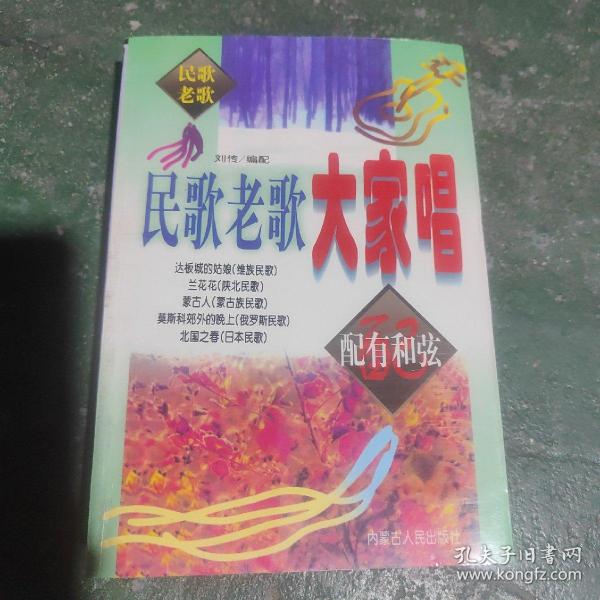 民歌
老歌
刘传/编配
民歌老歌大家唱
达板城的姑娘(维族民歌)
兰花花(陕北民歌)
蒙古人(蒙古族民歌)
莫斯科郊外的晚上(俄罗斯民歌)
北国之春(日本民歌)
配有和弦
内蒙古人民出版社
孔夫子旧书网
www.kongfz.com